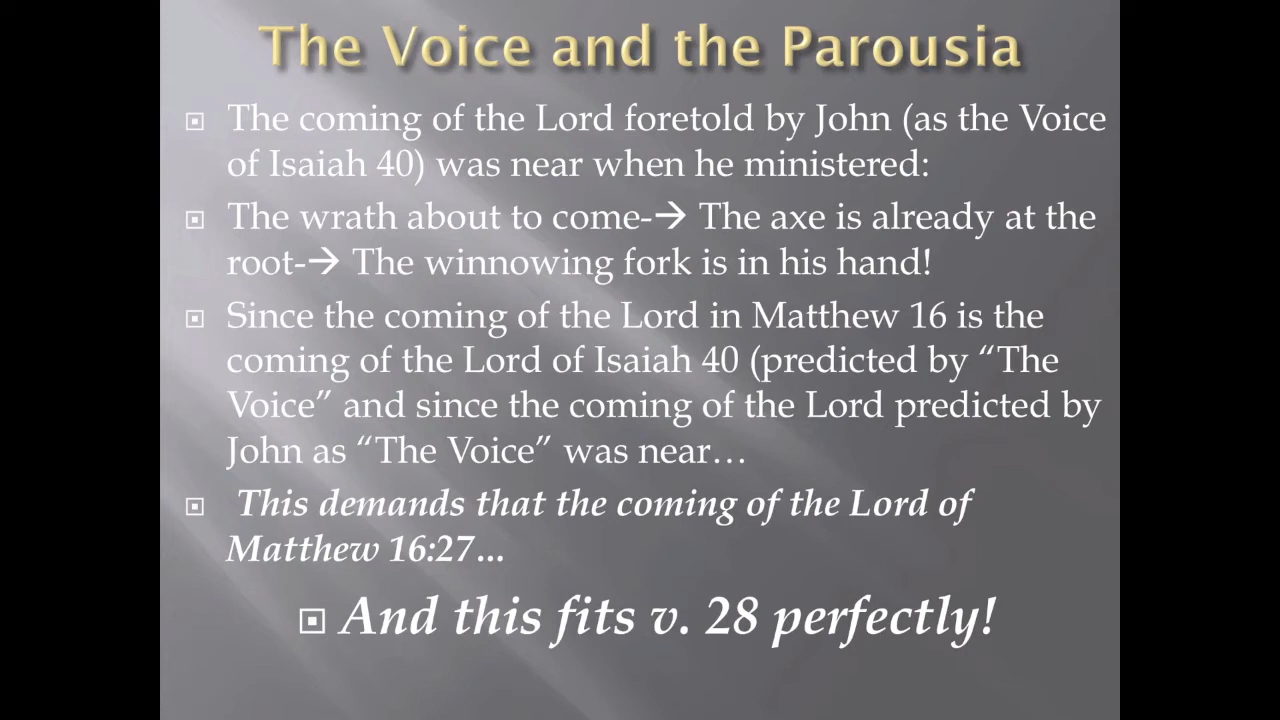 The Voice and the Parousia
The coming of the Lord foretold by John (as the Voice
of Isaiah 40) was near when he ministered:
The wrath about to come-→ The axe is already at the
root-→ The winnowing fork is in his hand!
Since the coming of the Lord in Matthew 16 is the
coming of the Lord of Isaiah 40 (predicted by “The
Voice” and since the coming of the Lord predicted by
John as “The Voice” was near…
This demands that the coming of the Lord of
Matthew 16:27…
And this fits v. 28 perfectly!